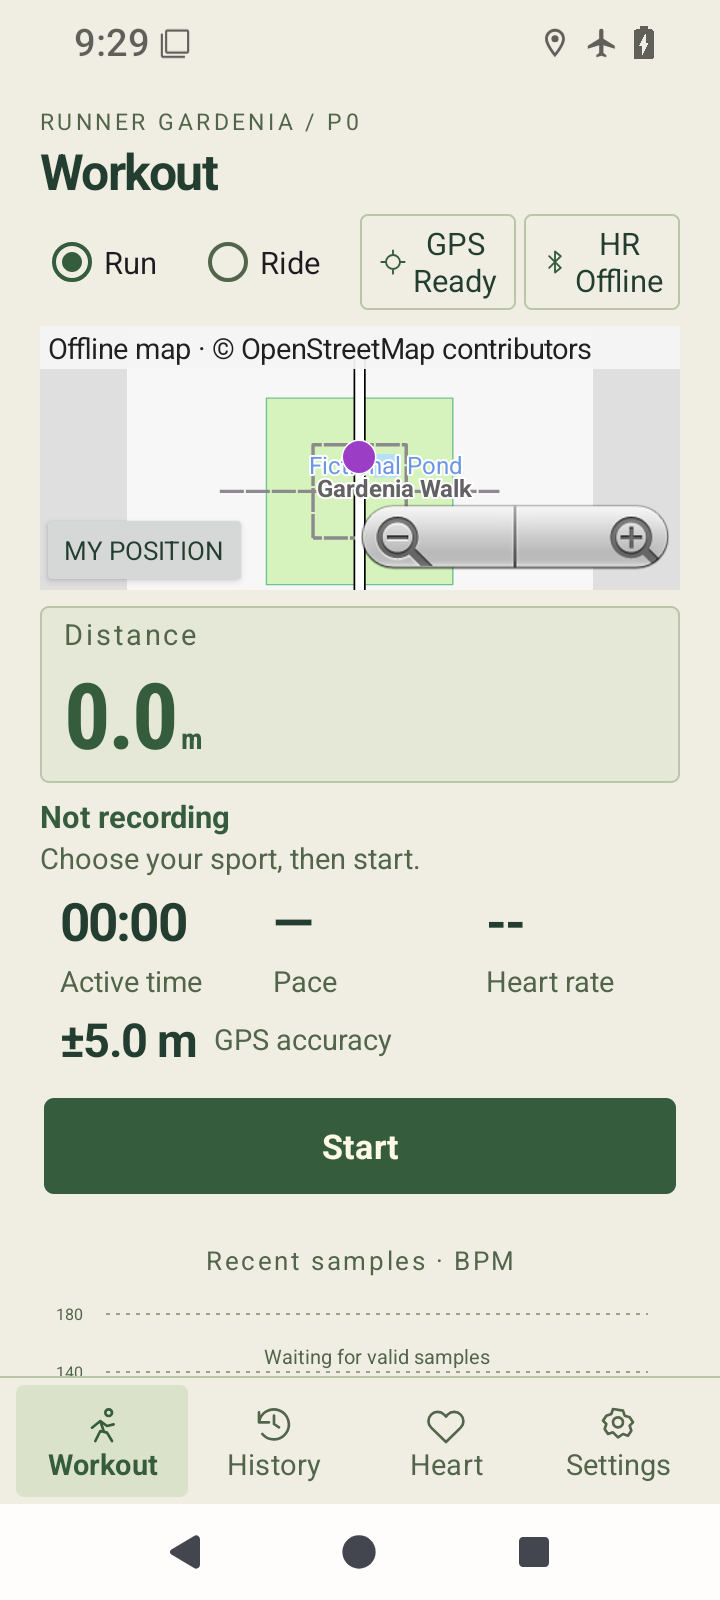 9:29
RUNNER GARDENIA / P0
Workout
Run
Ride
GPS
Ready
HR
Offline
Offline map · © OpenStreetMap contributors
Pond
Gardenia Walk
MY POSITION
Distance
0.0 m
Not recording
Choose your sport, then start.
00:00
—
--
Active time
Pace
Heart rate
±5.0 m GPS accuracy
Start
Recent samples · BPM
180
Waiting for valid samples
140
Workout
History
Heart
Settings